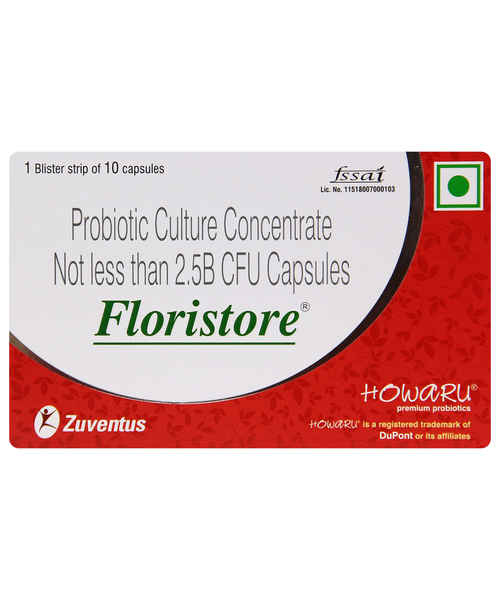 1 Blister strip of 10 capsules
fssai
Lic. No. 11518007000103
Probiotic Culture Concentrate
Not less than 2.5B CFU Capsules
Floristore®
HOWARU®
premium probiotics
Zuventus
HOWARU® is a registered trademark of
DuPont or its affiliates